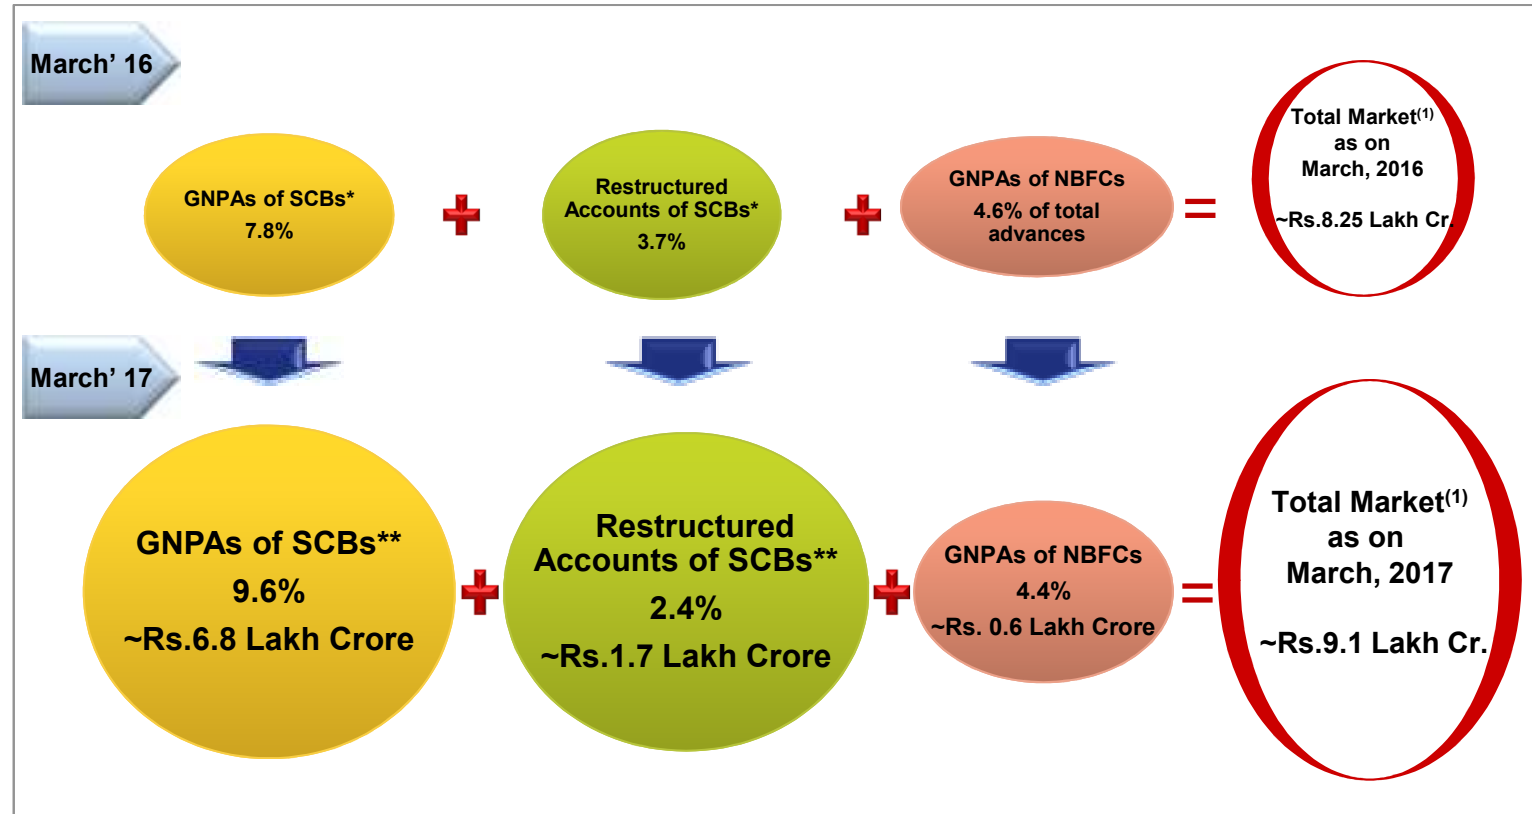 March’ 16
GNPAs of SCBs*
7.8%
+
Restructured
Accounts of SCBs*
3.7%
+
GNPAs of NBFCs
4.6% of total
advances
=
Total Market(1)
as on
March, 2016
~Rs.8.25 Lakh Cr.
March’ 17
GNPAs of SCBs**
9.6%
~Rs.6.8 Lakh Crore
+
Restructured
Accounts of SCBs**
2.4%
~Rs.1.7 Lakh Crore
+
GNPAs of NBFCs
4.4%
~Rs. 0.6 Lakh Crore
=
Total Market(1)
as on
March, 2017
~Rs.9.1 Lakh Cr.